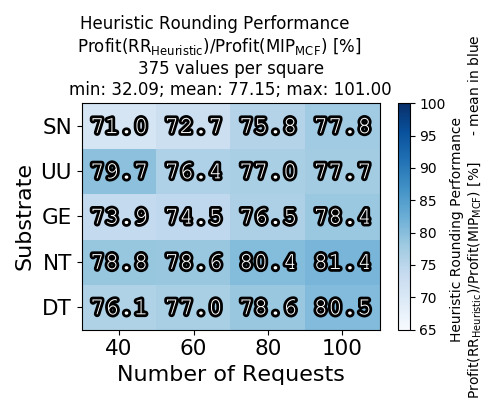 Heuristic Rounding Performance
Profit(RR_Heuristic)/Profit(MIP_MCF) [%]
375 values per square
min: 32.09; mean: 77.15; max: 101.00
SN 71.0 72.7 75.8 77.8
UU 79.7 76.4 77.0 77.7
GE 73.9 74.5 76.5 78.4
NT 78.8 78.6 80.4 81.4
DT 76.1 77.0 78.6 80.5
40 60 80 100
Number of Requests
Substrate
100
95
90
85
80
75
70
65
Heuristic Rounding Performance
Profit(RR_Heuristic)/Profit(MIP_MCF) [%] - mean in blue